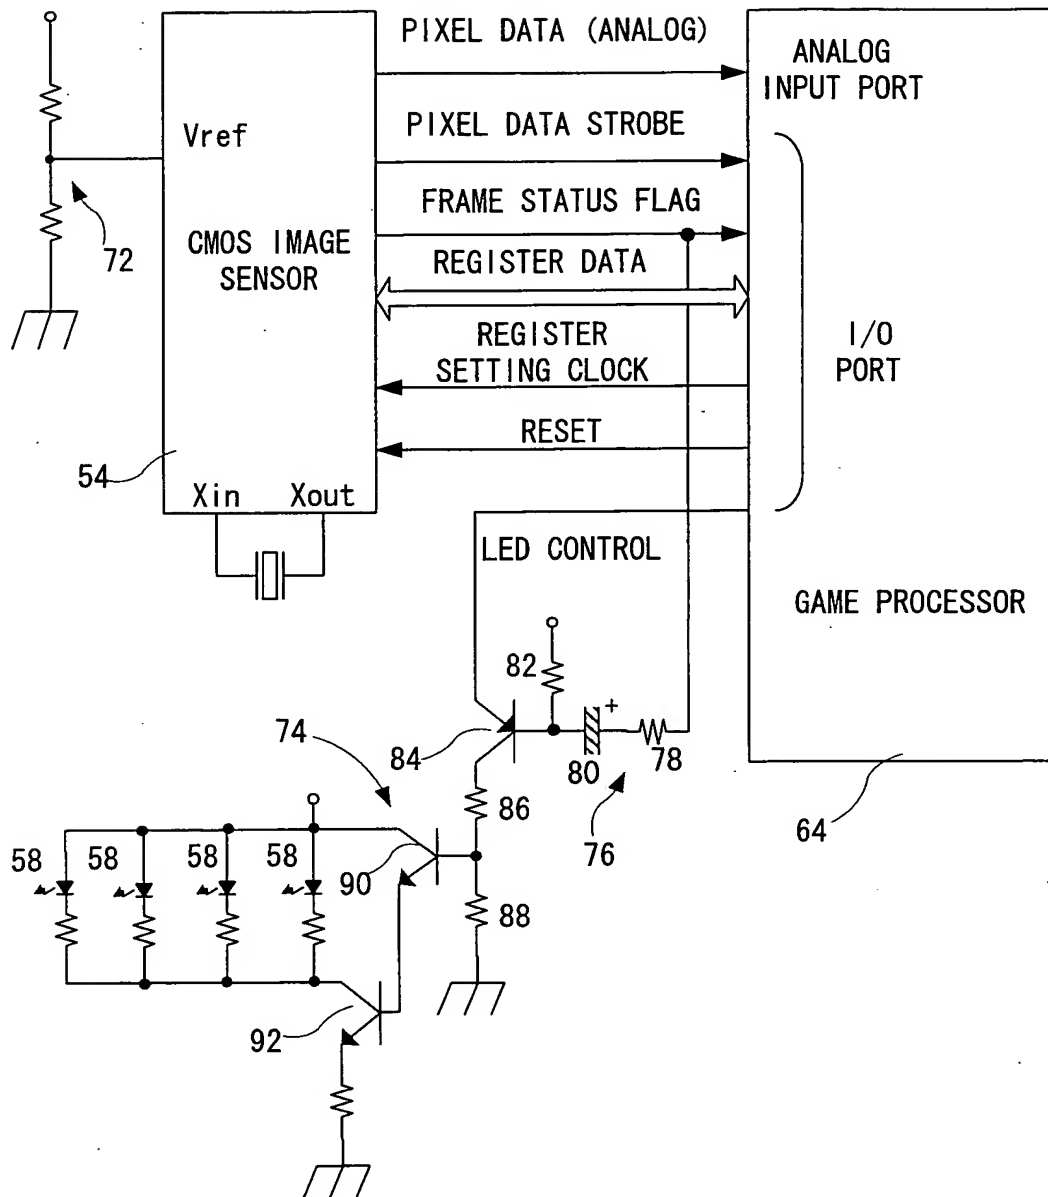 PIXEL DATA (ANALOG)
ANALOG
INPUT PORT
Vref
PIXEL DATA STROBE
FRAME STATUS FLAG
72
CMOS IMAGE
SENSOR
REGISTER DATA
REGISTER
SETTING CLOCK
I/O
PORT
RESET
54
Xin
Xout
LED CONTROL
GAME PROCESSOR
82
+
74
84
80
78
86
76
64
58
58
58
58
90
88
92